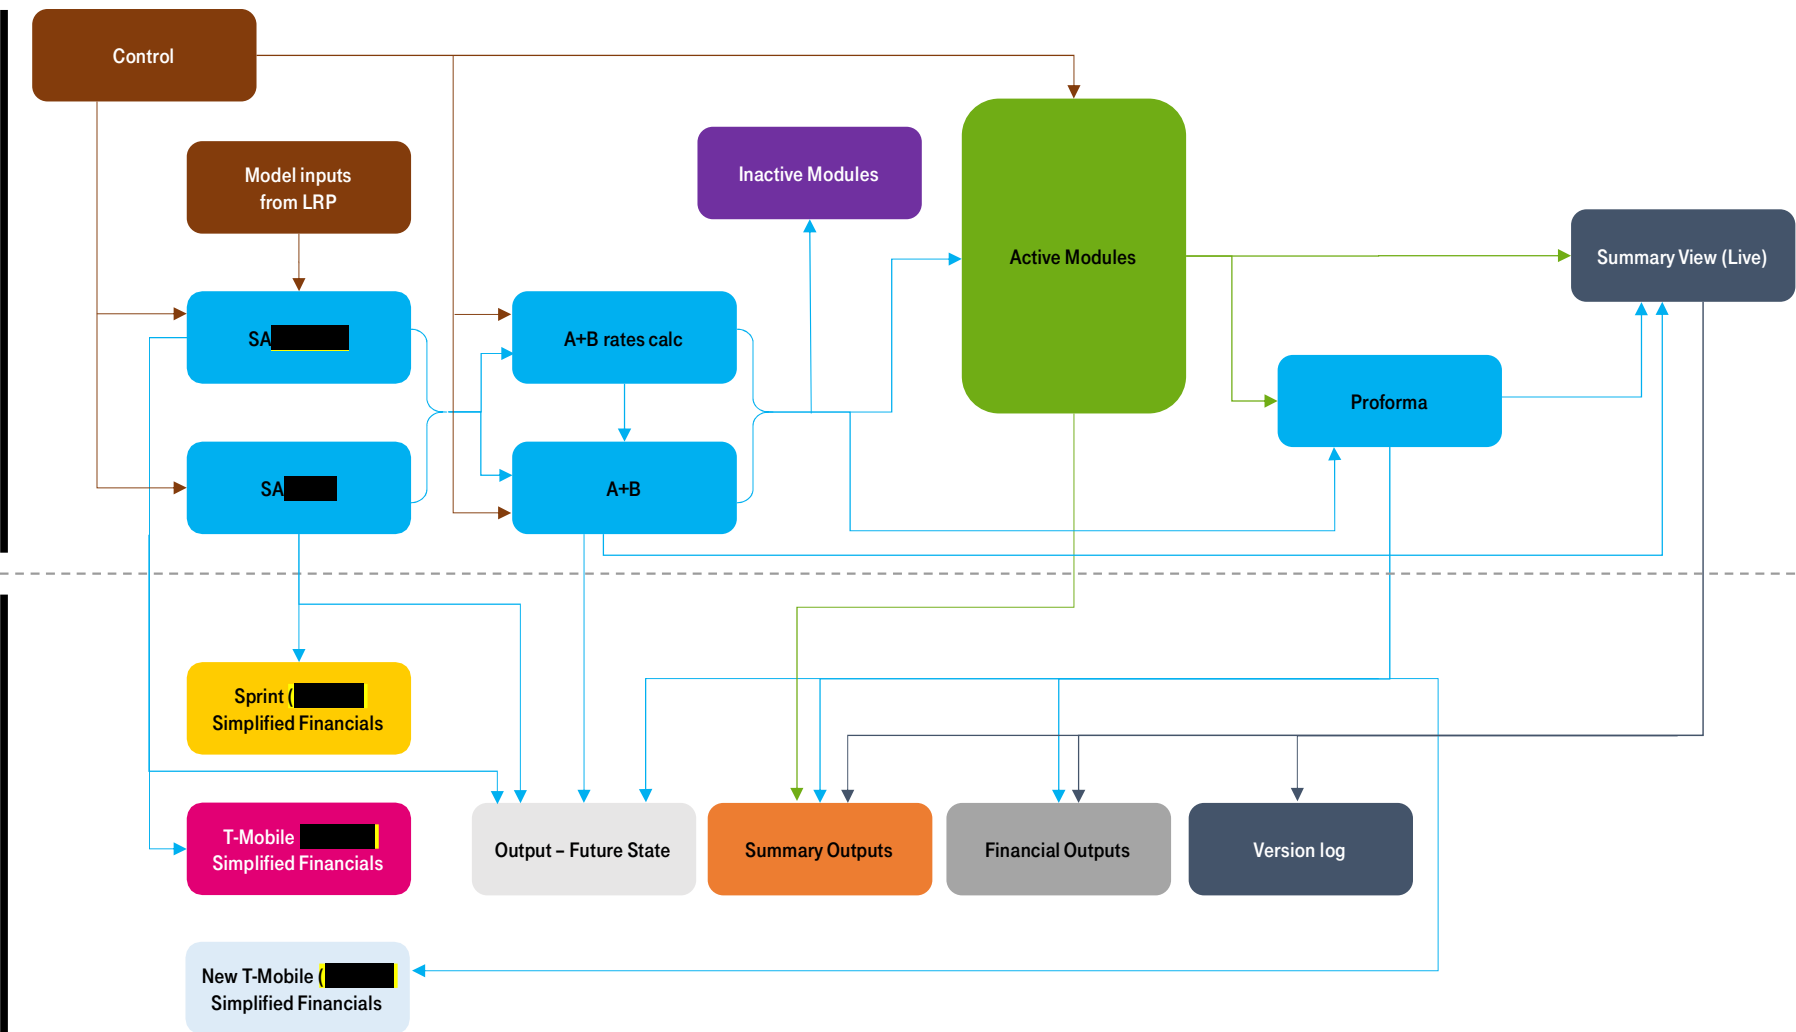 Control
Model inputs
from LRP
Inactive Modules
Active Modules
Summary View (Live)
SA
A+B rates calc
Proforma
SA
A+B
Sprint (
Simplified Financials
T-Mobile
Simplified Financials
Output – Future State
Summary Outputs
Financial Outputs
Version log
New T-Mobile (
Simplified Financials